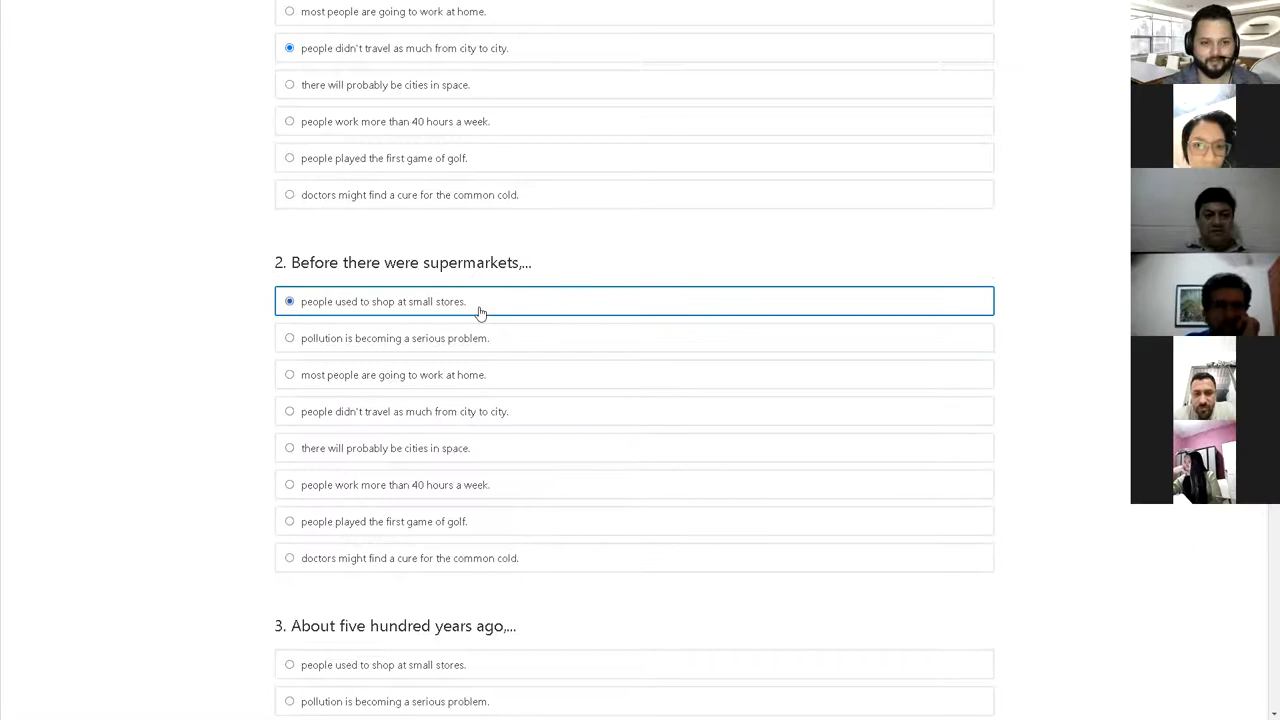 most people are going to work at home.
people didn't travel as much from city to city.
there will probably be cities in space.
people work more than 40 hours a week.
people played the first game of golf.
doctors might find a cure for the common cold.
2. Before there were supermarkets,...
people used to shop at small stores.
pollution is becoming a serious problem.
most people are going to work at home.
people didn't travel as much from city to city.
there will probably be cities in space.
people work more than 40 hours a week.
people played the first game of golf.
doctors might find a cure for the common cold.
3. About five hundred years ago,...
people used to shop at small stores.
pollution is becoming a serious problem.